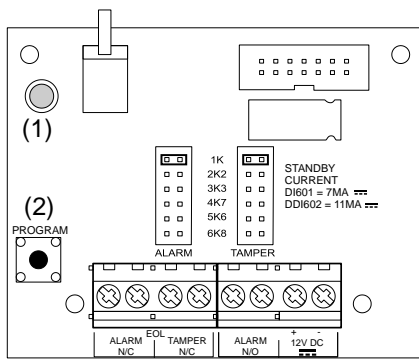 (1)
1K
2K2
3K3
4K7
5K6
6K8
STANDBY
CURRENT
DI601 = 7MA
DDI602 = 11MA
(2)
PROGRAM
ALARM TAMPER
EOL
ALARM TAMPER ALARM + -
N/C N/C N/O 12V DC